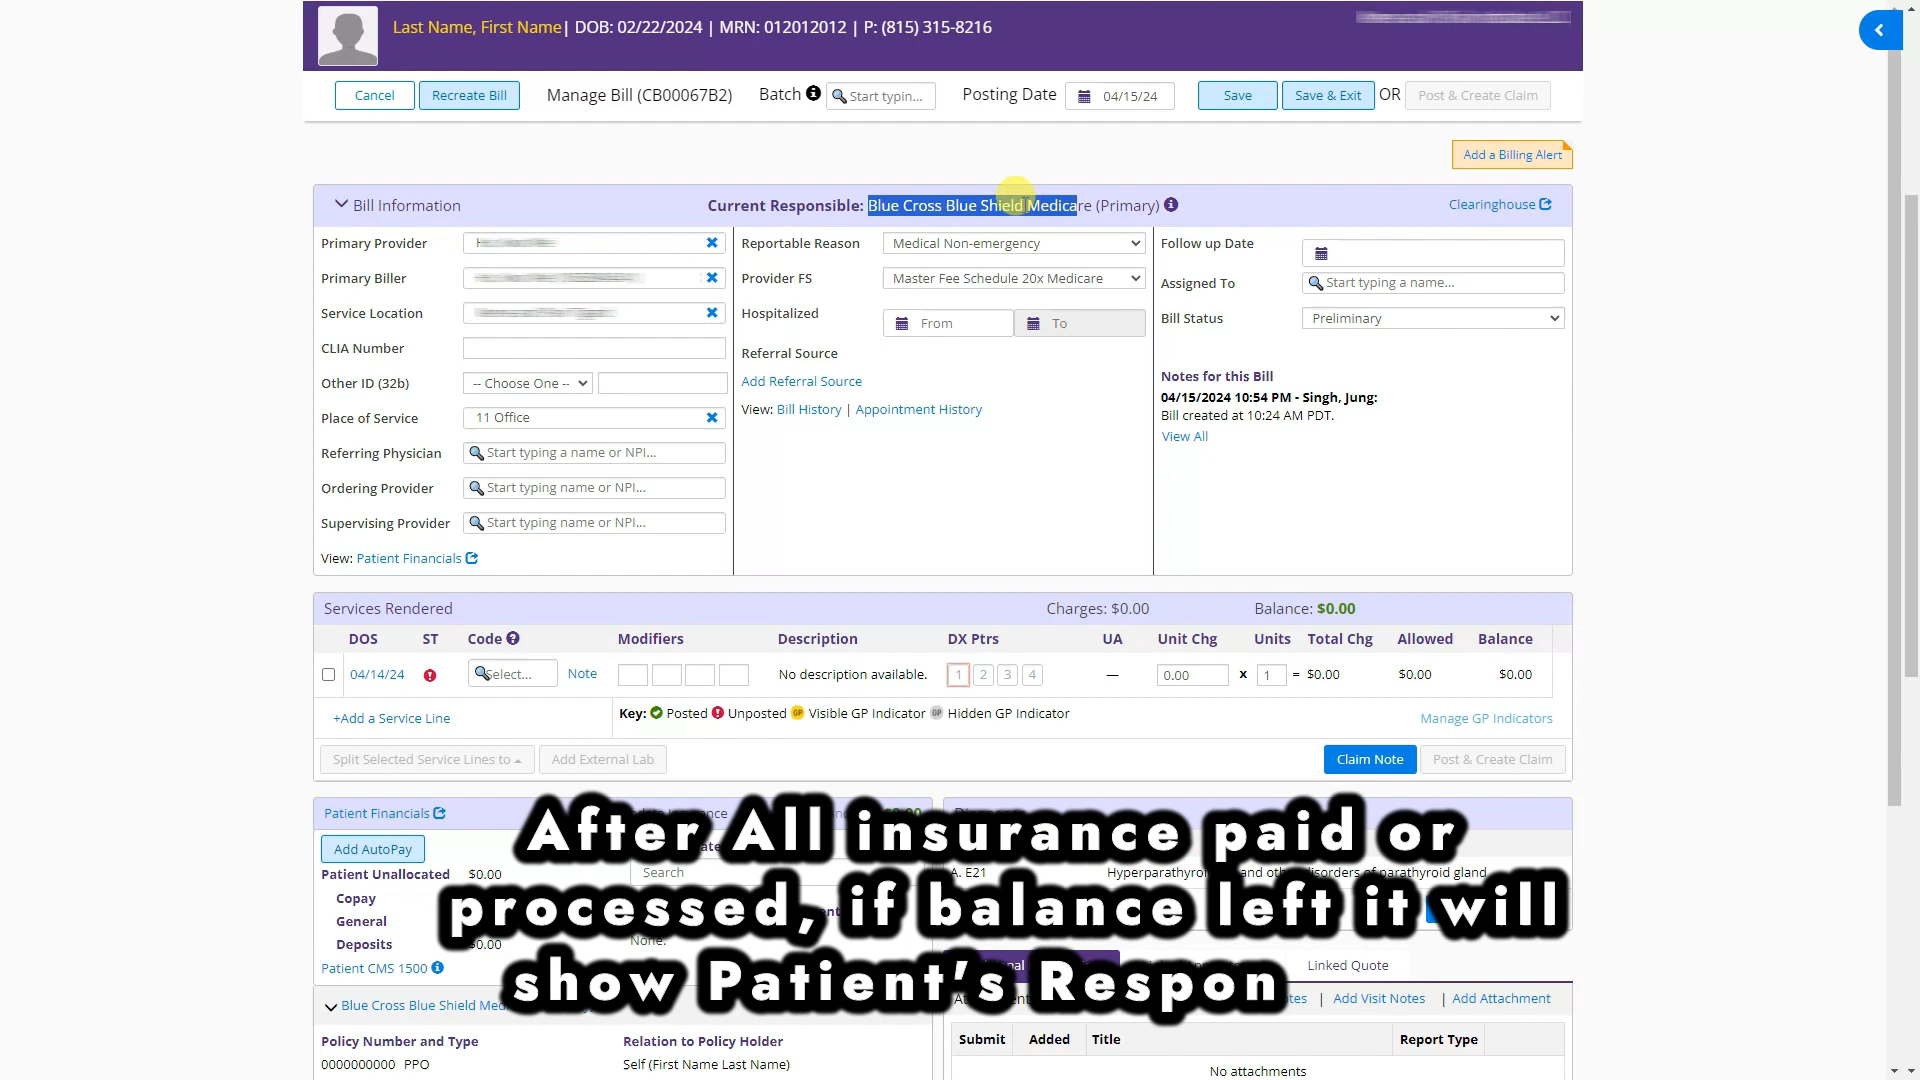 Last Name, First Name | DOB: 02/22/2024 | MRN: 012012012 | P: (815) 315-8216
Cancel Recreate Bill Manage Bill (CB00067B2) Batch Start typin... Posting Date 04/15/24 Save Save & Exit OR Post & Create Claim
Add a Billing Alert
Bill Information Current Responsible: Blue Cross Blue Shield Medicare (Primary) Clearinghouse
Primary Provider
Primary Biller
Service Location
CLIA Number
Other ID (32b) -- Choose One --
Place of Service 11 Office
Referring Physician Start typing a name or NPI...
Ordering Provider Start typing name or NPI...
Supervising Provider Start typing name or NPI...
View: Patient Financials
Reportable Reason Medical Non-emergency
Provider FS Master Fee Schedule 20x Medicare
Hospitalized From To
Referral Source
Add Referral Source
View: Bill History | Appointment History
Follow up Date
Assigned To Start typing a name...
Bill Status Preliminary
Notes for this Bill
04/15/2024 10:54 PM - Singh, Jung:
Bill created at 10:24 AM PDT.
View All
Services Rendered Charges: $0.00 Balance: $0.00
DOS ST Code Modifiers Description DX Ptrs UA Unit Chg Units Total Chg Allowed Balance
04/14/24 Select... Note No description available. 1 2 3 4 — 0.00 x 1 = $0.00 $0.00 $0.00
+Add a Service Line Key: Posted Unposted GP Visible GP Indicator GP Hidden GP Indicator Manage GP Indicators
Split Selected Service Lines to Add External Lab Claim Note Post & Create Claim
After All insurance paid or
processed, if balance left it will
show Patient's Respon
Patient Financials
Add AutoPay
Patient Unallocated $0.00
Copay
General
Deposits $0.00
Patient CMS 1500
Search
None.
Blue Cross Blue Shield
Policy Number and Type Relation to Policy Holder
0000000000 PPO Self (First Name Last Name)
A. E21 Hyperparathyroi and other disorders of parathyroid gland
Linked Quote
| Add Visit Notes | Add Attachment
Submit Added Title Report Type
No attachments